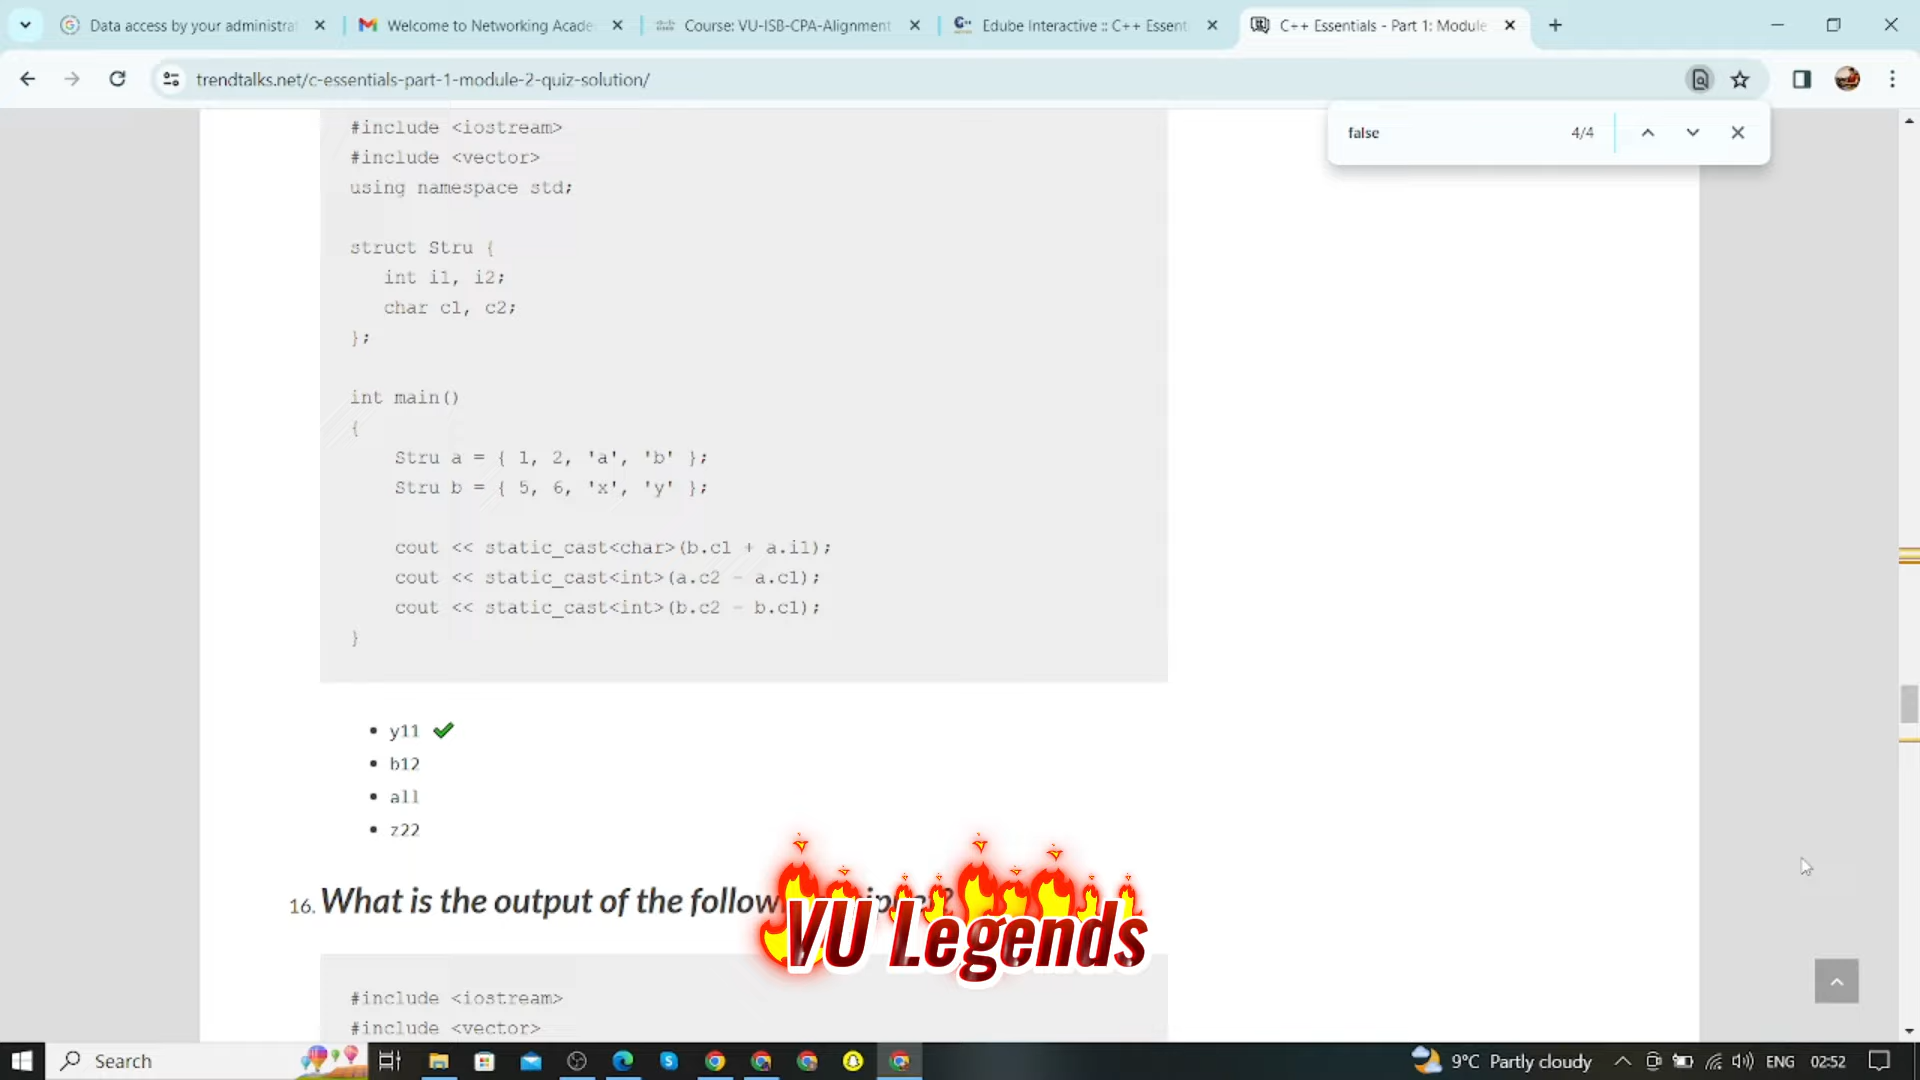 Data access by your administrat
Welcome to Networking Acade
Course: VU-ISB-CPA-Alignment
Edube Interactive :: C++ Essent
C++ Essentials - Part 1: Module
trendtalks.net/c-essentials-part-1-module-2-quiz-solution/
false 4/4
#include <iostream>
#include <vector>
using namespace std;
struct Stru {
int i1, i2;
char c1, c2;
};
int main()
{
Stru a = { 1, 2, 'a', 'b' };
Stru b = { 5, 6, 'x', 'y' };
cout << static_cast<char>(b.c1 + a.i1);
cout << static_cast<int>(a.c2 - a.c1);
cout << static_cast<int>(b.c2 - b.c1);
}
• y11
• b12
• a11
• z22
16. What is the output of the follow
VU Legends
#include <iostream>
#include <vector>
Search
9°C Partly cloudy
ENG
02:52